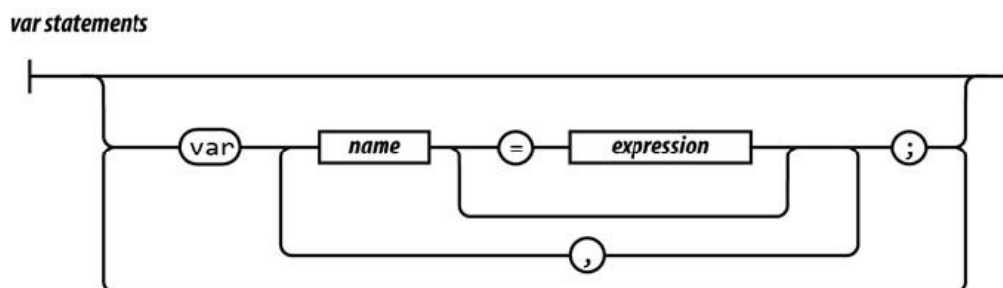 var statements
var name = expression ;
,